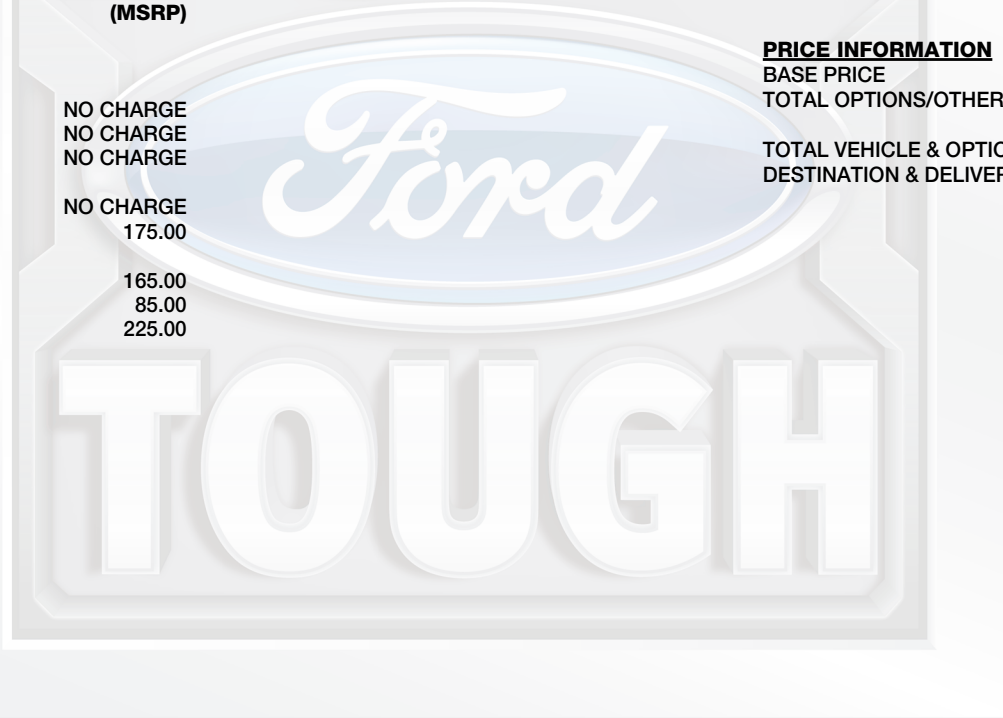 (MSRP)
NO CHARGE
NO CHARGE
NO CHARGE
NO CHARGE
175.00
165.00
85.00
225.00
PRICE INFORMATION
BASE PRICE
TOTAL OPTIONS/OTHER
TOTAL VEHICLE & OPTIO
DESTINATION & DELIVER
Ford
TOUGH